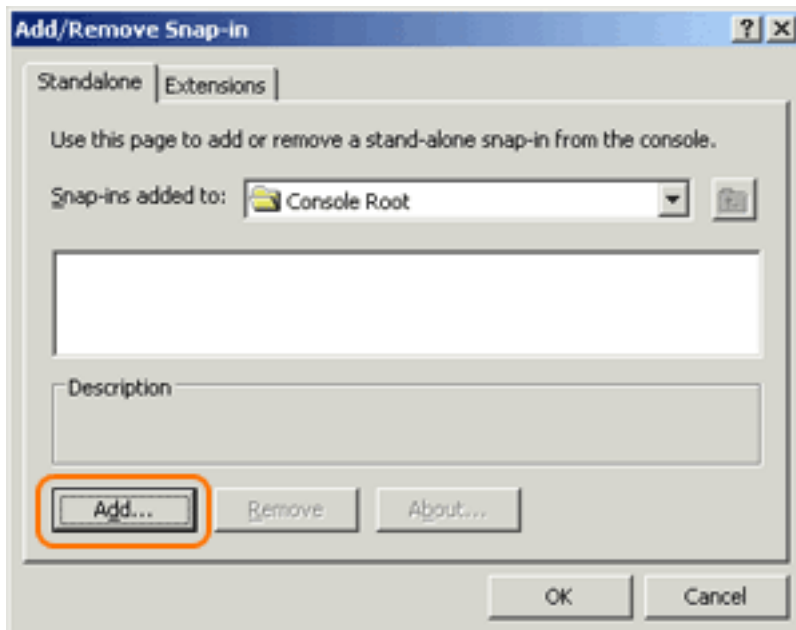 Add/Remove Snap-in
Standalone
Extensions
Use this page to add or remove a stand-alone snap-in from the console.
Snap-ins added to:
Console Root
Description
Add...
Remove
About...
OK
Cancel